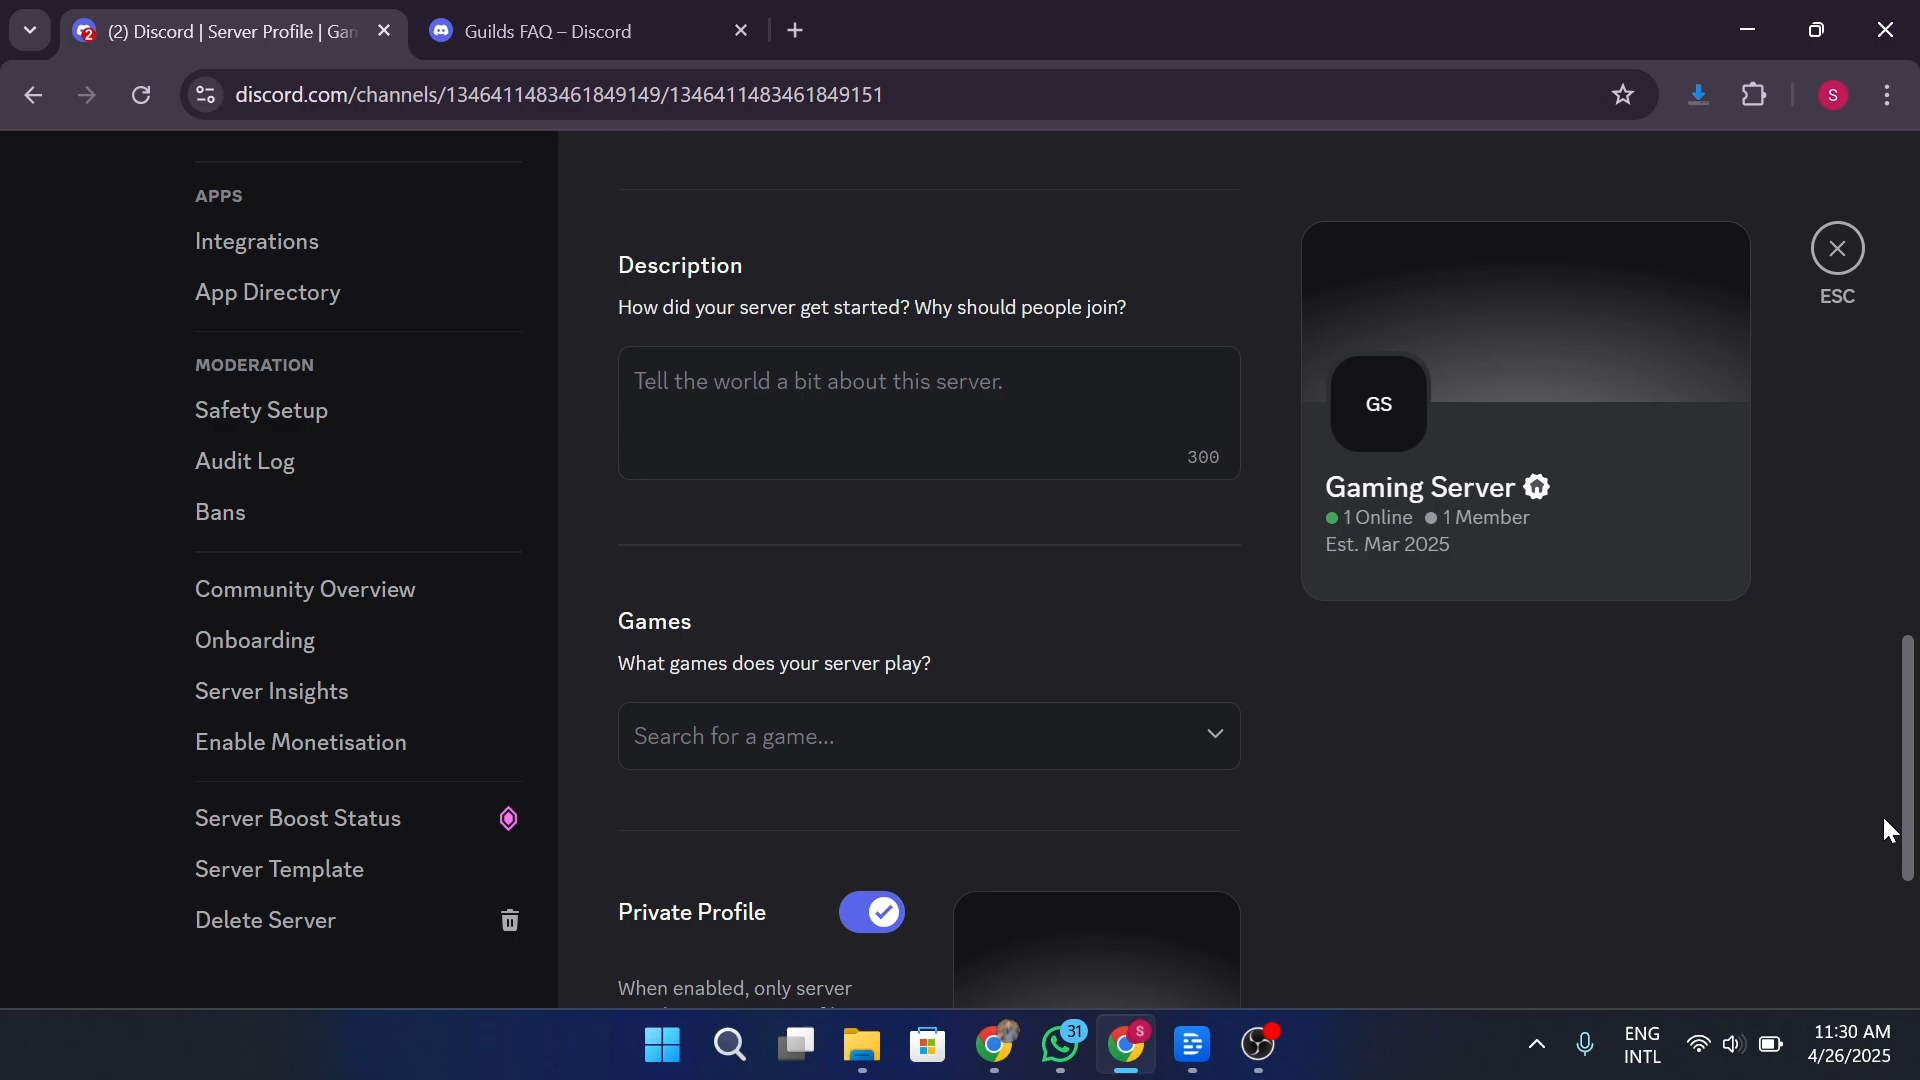 (2) Discord | Server Profile | Gam
Guilds FAQ – Discord
discord.com/channels/1346411483461849149/1346411483461849151
S
APPS
Integrations
App Directory
MODERATION
Safety Setup
Audit Log
Bans
Community Overview
Onboarding
Server Insights
Enable Monetisation
Server Boost Status
Server Template
Delete Server
Description
How did your server get started? Why should people join?
Tell the world a bit about this server.
300
Games
What games does your server play?
Search for a game...
Private Profile
When enabled, only server
GS
Gaming Server
1 Online 1 Member
Est. Mar 2025
ESC
31
S
ENG
INTL
11:30 AM
4/26/2025